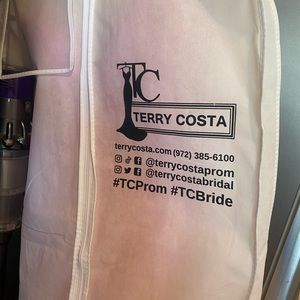 TC
TERRY COSTA
terrycosta.com (972) 385-6100
@terrycostaprom
@terrycostabridal
#TCProm #TCBride